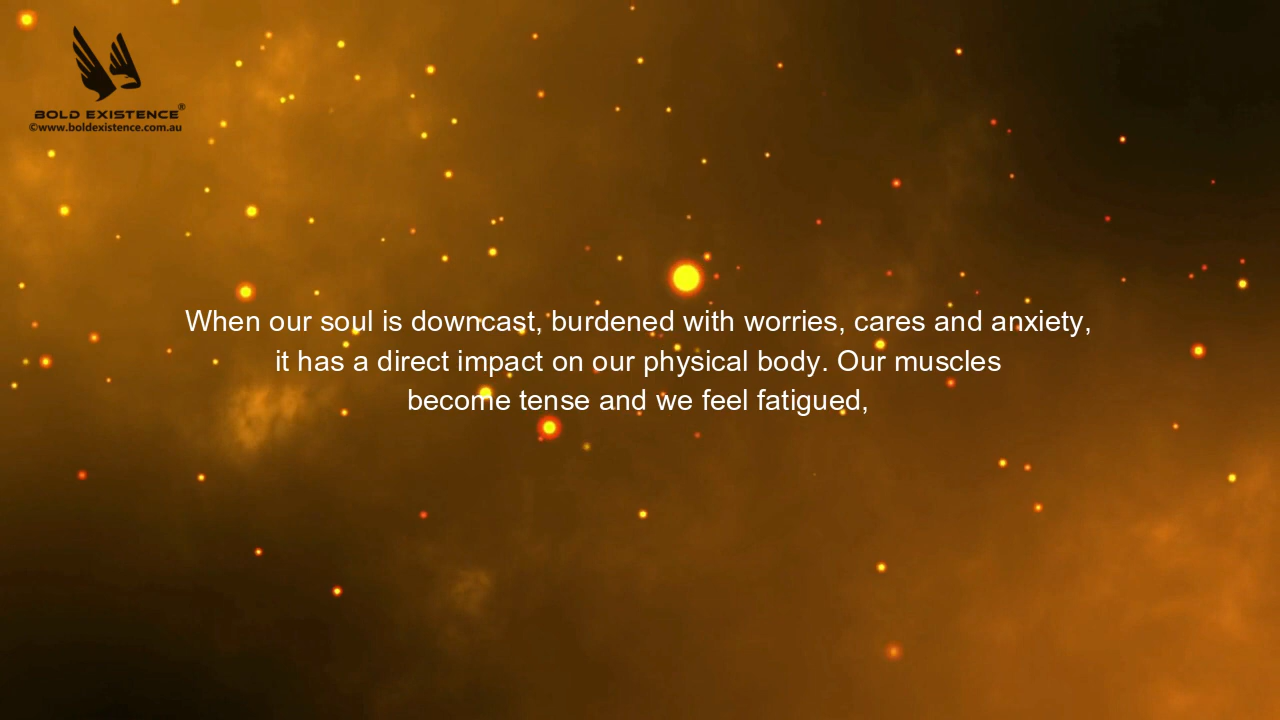 BOLD EXISTENCE®
©www.boldexistence.com.au
When our soul is downcast, burdened with worries, cares and anxiety,
it has a direct impact on our physical body. Our muscles
become tense and we feel fatigued,